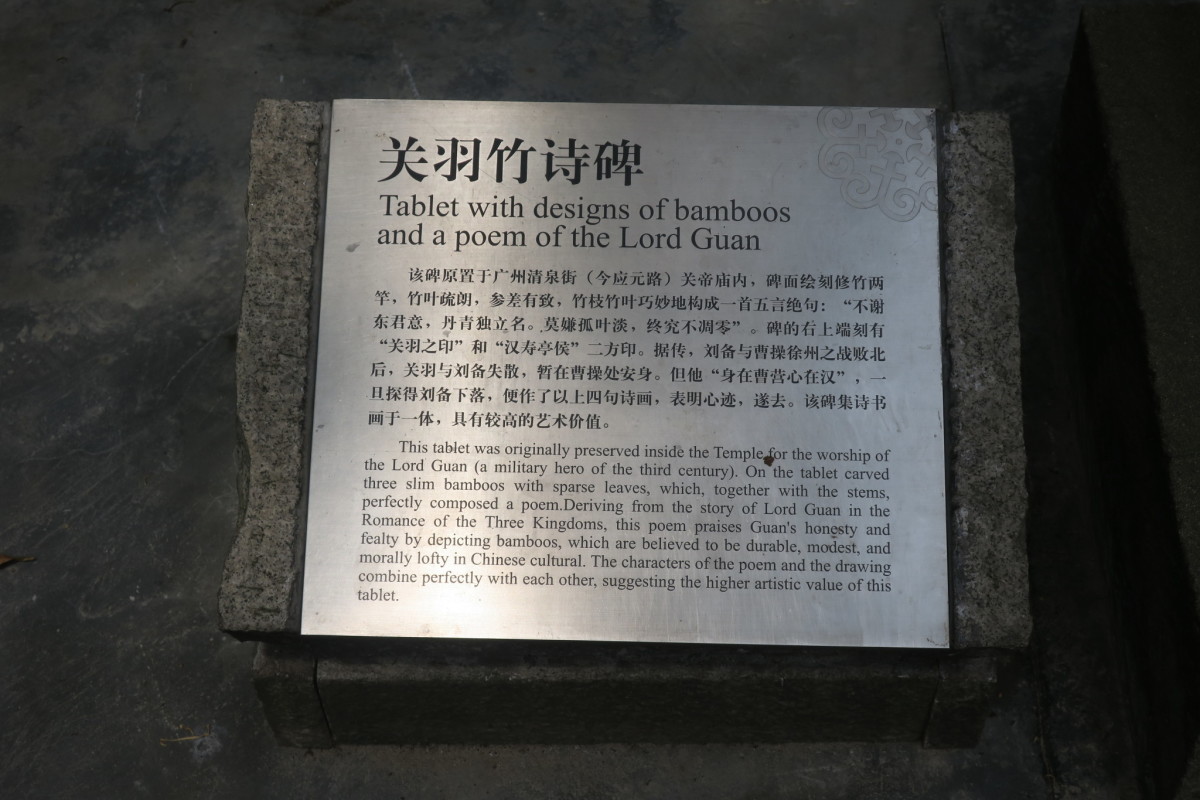 关羽竹诗碑
Tablet with designs of bamboos
and a poem of the Lord Guan
该碑原置于广州清泉街（今应元路）关帝庙内，碑面绘刻修竹两
竿，竹叶疏朗，参差有致，竹枝竹叶巧妙地构成一首五言绝句：“不谢
东君意，丹青独立名。莫嫌孤叶淡，终究不凋零”。碑的右上端刻有
“关羽之印”和“汉寿亭侯”二方印。据传，刘备与曹操徐州之战败北
后，关羽与刘备失散，暂在曹操处安身。但他“身在曹营心在汉”，一
旦探得刘备下落，便作了以上四句诗画，表明心迹，遂去。该碑集诗书
画于一体，具有较高的艺术价值。
This tablet was originally preserved inside the Temple for the worship of
the Lord Guan (a military hero of the third century). On the tablet carved
three slim bamboos with sparse leaves, which, together with the stems,
perfectly composed a poem.Deriving from the story of Lord Guan in the
Romance of the Three Kingdoms, this poem praises Guan's honesty and
fealty by depicting bamboos, which are believed to be durable, modest, and
morally lofty in Chinese cultural. The characters of the poem and the drawing
combine perfectly with each other, suggesting the higher artistic value of this
tablet.